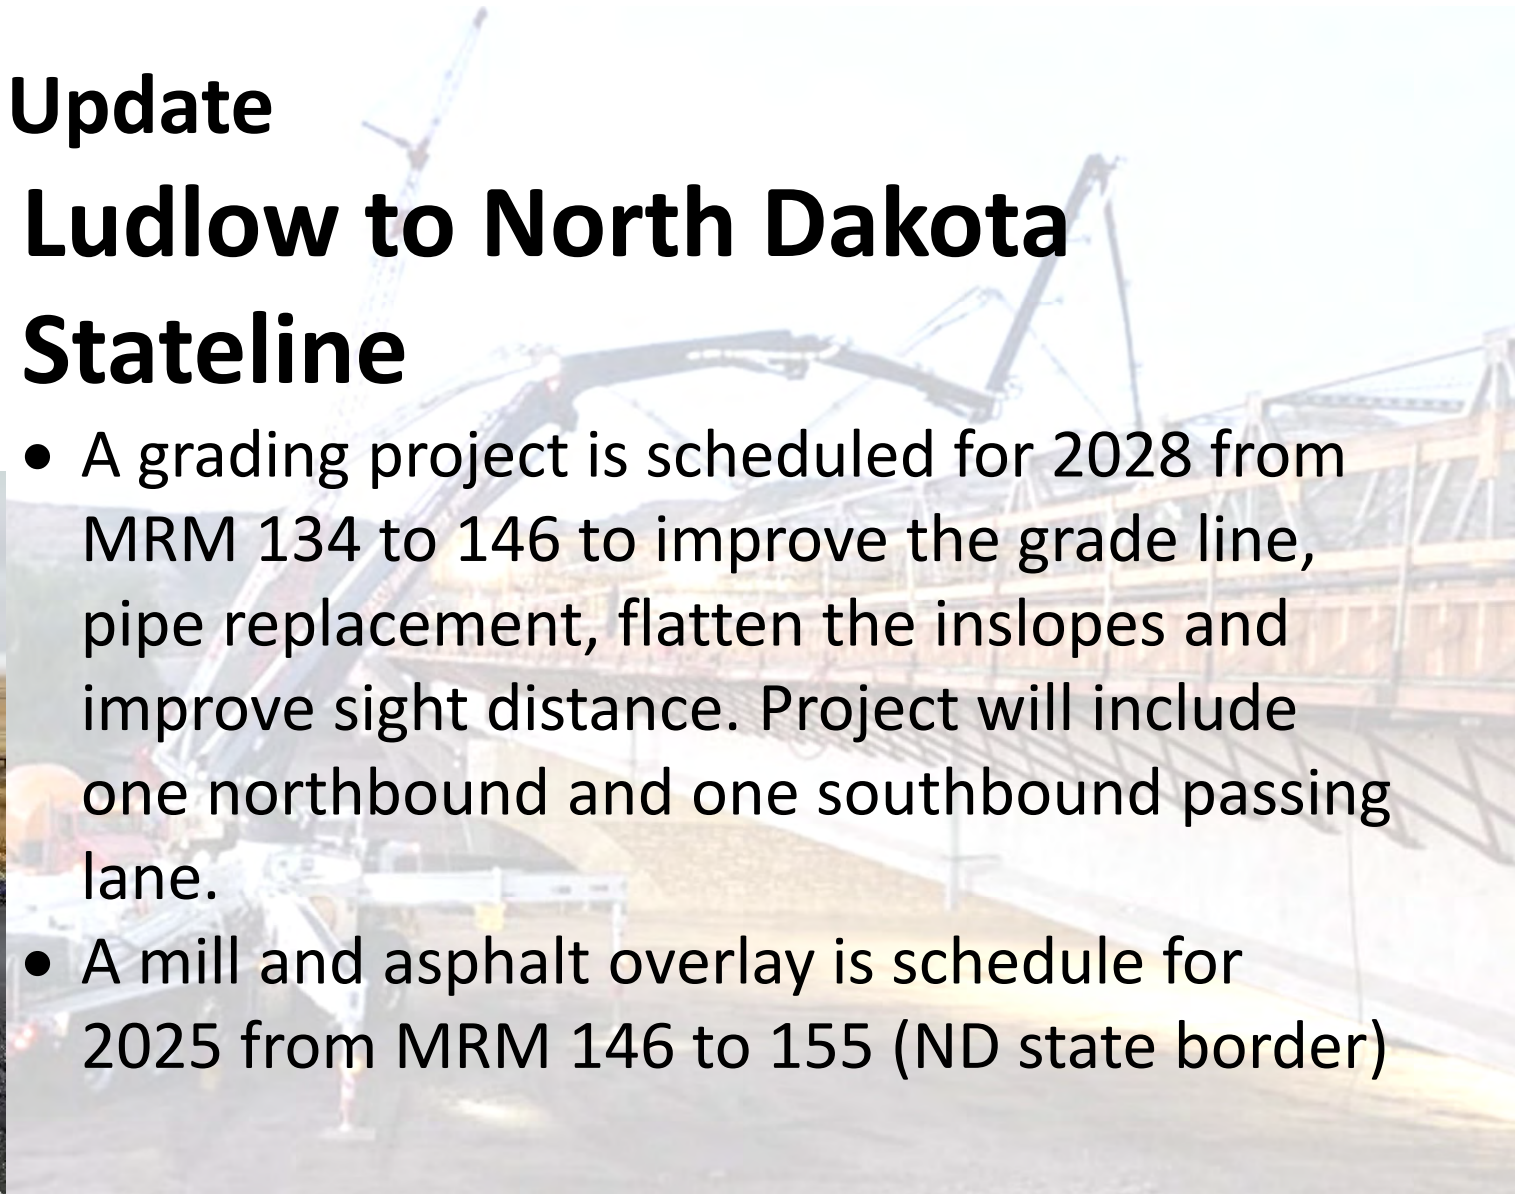 Update
Ludlow to North Dakota
Stateline
• A grading project is scheduled for 2028 from
MRM 134 to 146 to improve the grade line,
pipe replacement, flatten the inslopes and
improve sight distance. Project will include
one northbound and one southbound passing
lane.
• A mill and asphalt overlay is schedule for
2025 from MRM 146 to 155 (ND state border)